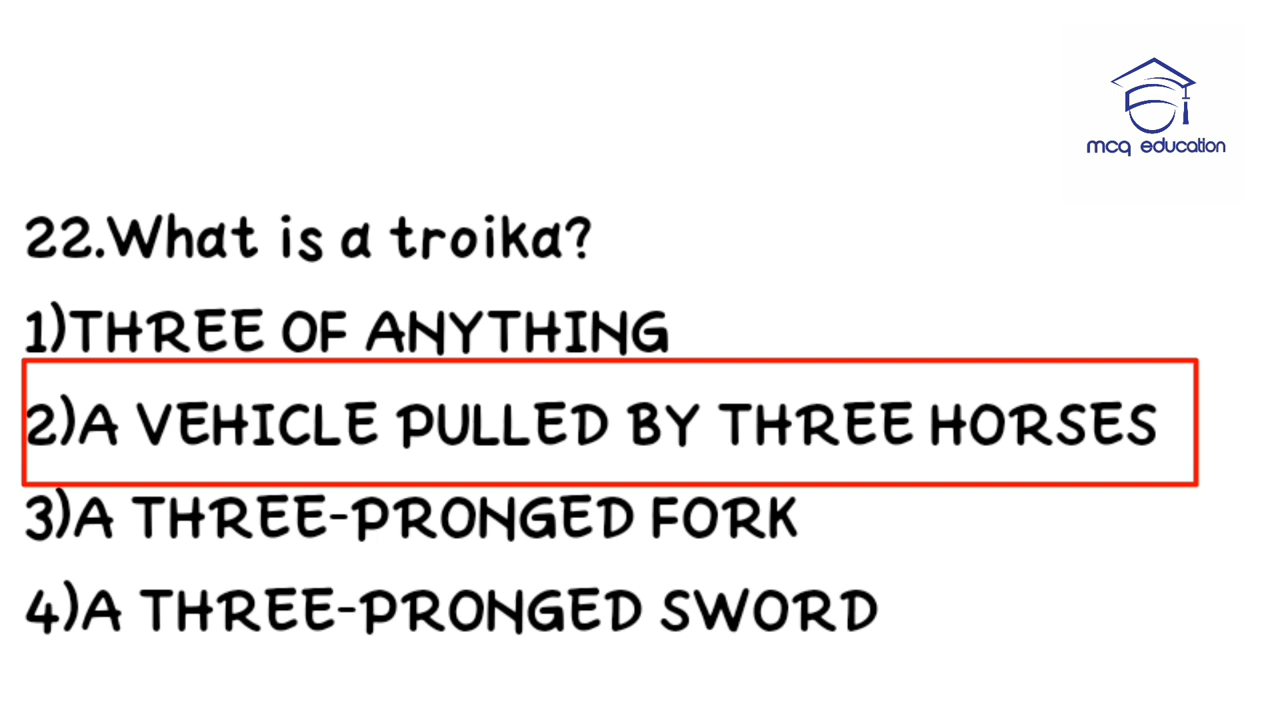 mcq education
22.What is a troika?
1)THREE OF ANYTHING
2)A VEHICLE PULLED BY THREE HORSES
3)A THREE-PRONGED FORK
4)A THREE-PRONGED SWORD